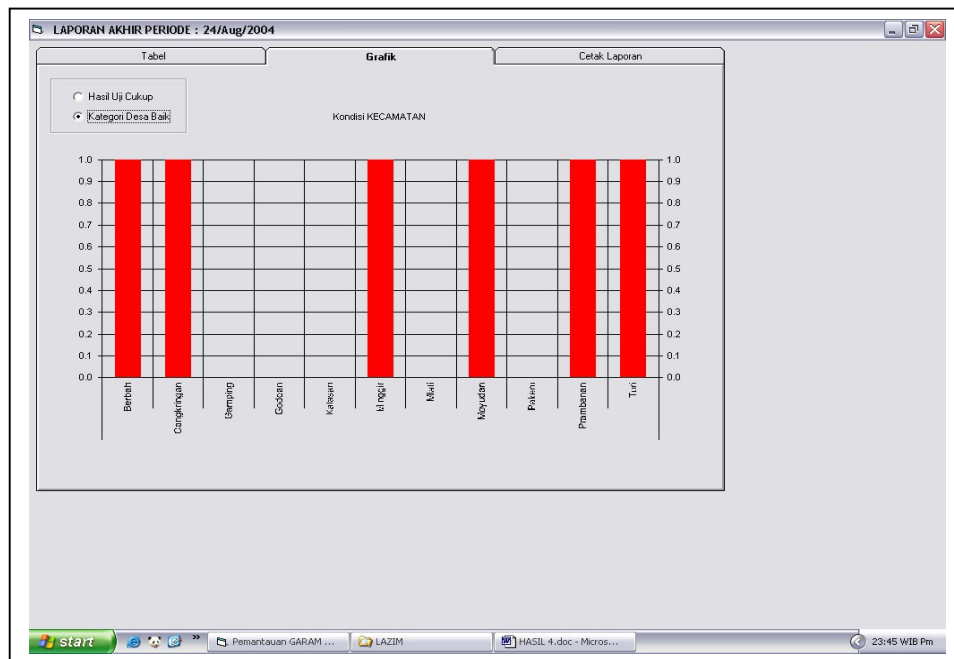 LAPORAN AKHIR PERIODE : 24/Aug/2004
Tabel Grafik Cetak Laporan
Hasil Uji Cukup
Kategori Desa Baik
Kondisi KECAMATAN
1.0 1.0
0.9 0.9
0.8 0.8
0.7 0.7
0.6 0.6
0.5 0.5
0.4 0.4
0.3 0.3
0.2 0.2
0.1 0.1
0.0 0.0
Berbah
Cangkringan
Gamping
Godean
Kalasan
Minggir
Mlati
Moyudan
Pakem
Prambanan
Turi
start » Pemantauan GARAM ... LAZIM HASIL 4.doc - Micros... 23:45 WIB Pm